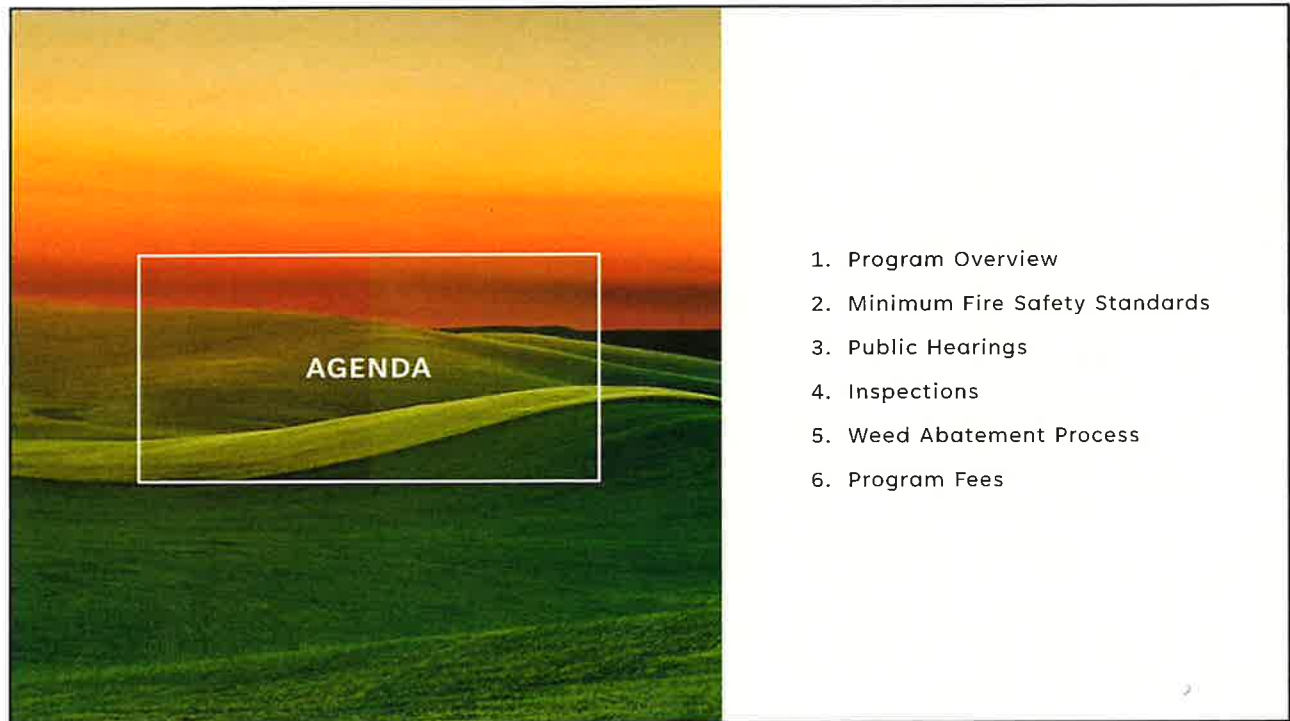 AGENDA
1. Program Overview
2. Minimum Fire Safety Standards
3. Public Hearings
4. Inspections
5. Weed Abatement Process
6. Program Fees